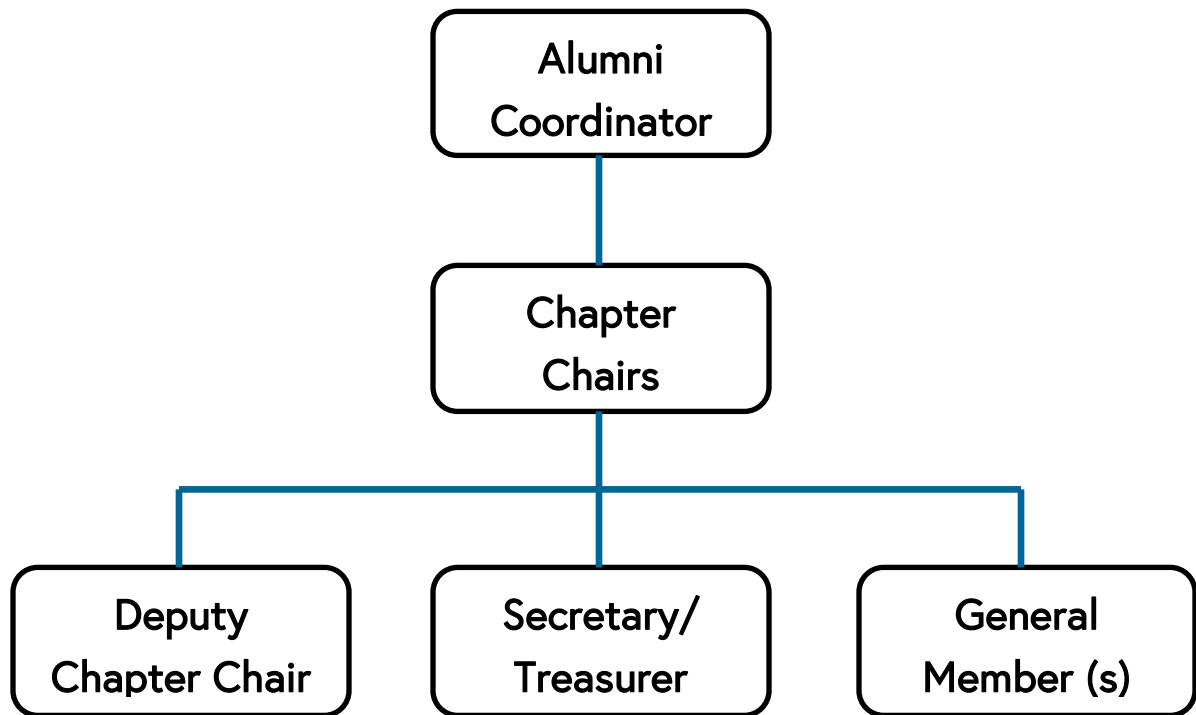 Alumni
Coordinator
Chapter
Chairs
Deputy
Chapter Chair
Secretary/
Treasurer
General
Member (s)